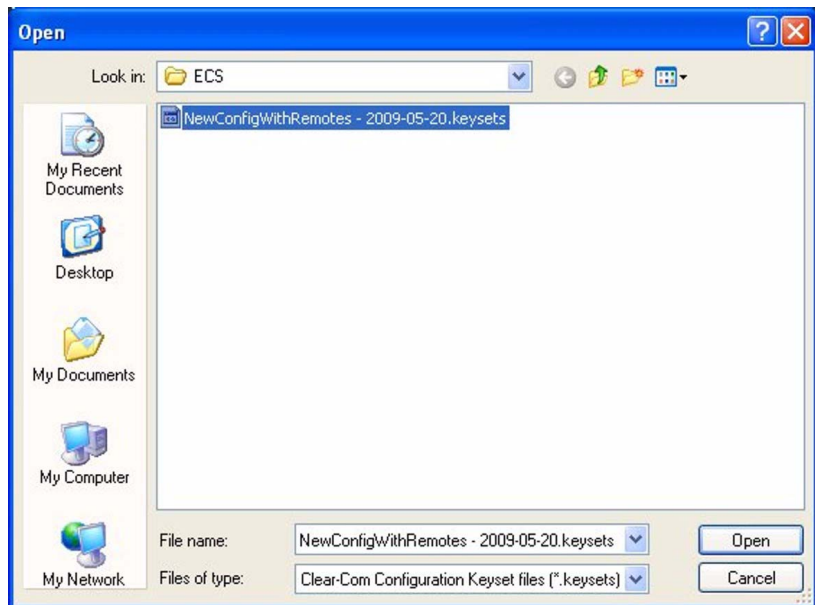 Open
Look in:
ECS
NewConfigWithRemotes - 2009-05-20.keysets
My Recent
Documents
Desktop
My Documents
My Computer
My Network
File name:
NewConfigWithRemotes - 2009-05-20.keysets
Open
Files of type:
Clear-Com Configuration Keyset files (*.keysets)
Cancel